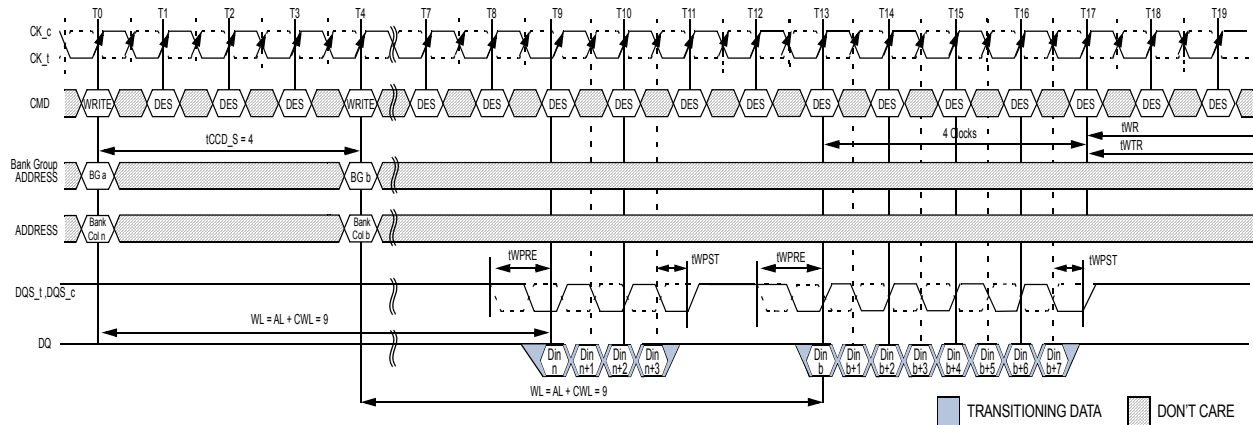 T0 T1 T2 T3 T4 T7 T8 T9 T10 T11 T12 T13 T14 T15 T16 T17 T18 T19
CK_c
CK_t
CMD WRITE DES DES DES WRITE DES DES DES DES DES DES DES DES DES DES DES DES DES
tCCD_S = 4 4 Clocks tWR
tWTR
Bank Group
ADDRESS BG a BG b
ADDRESS Bank Col n Bank Col b
tWPRE tWPST tWPRE tWPST
DQS_t ,DQS_c
WL = AL + CWL = 9
DQ Din n Din n+1 Din n+2 Din n+3 Din b Din b+1 Din b+2 Din b+3 Din b+4 Din b+5 Din b+6 Din b+7
WL = AL + CWL = 9
TRANSITIONING DATA DON'T CARE